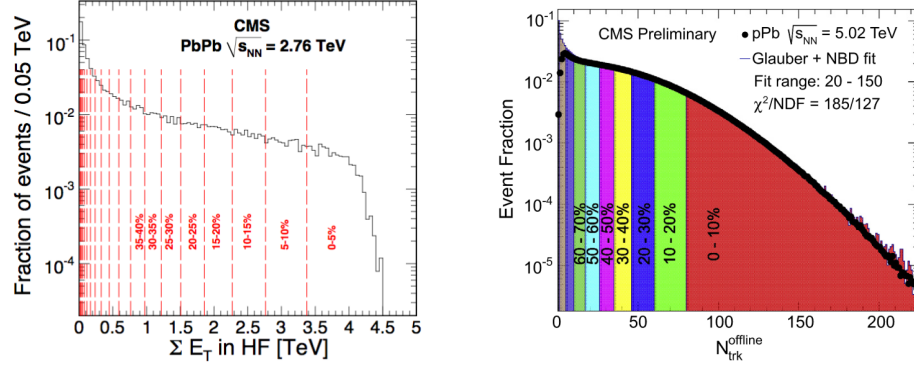 CMS
PbPb √s_NN = 2.76 TeV
Fraction of events / 0.05 TeV
10⁻¹
10⁻²
10⁻³
10⁻⁴
35-40%
30-35%
25-30%
20-25%
15-20%
10-15%
5-10%
0-5%
0 0.5 1 1.5 2 2.5 3 3.5 4 4.5 5
Σ E_T in HF [TeV]
CMS Preliminary
pPb √s_NN = 5.02 TeV
Glauber + NBD fit
Fit range: 20 - 150
χ²/NDF = 185/127
Event Fraction
10⁻¹
10⁻²
10⁻³
10⁻⁴
10⁻⁵
60 - 70%
50 - 60%
40 - 50%
30 - 40%
20 - 30%
10 - 20%
0 - 10%
0 50 100 150 200
N_trk^offline